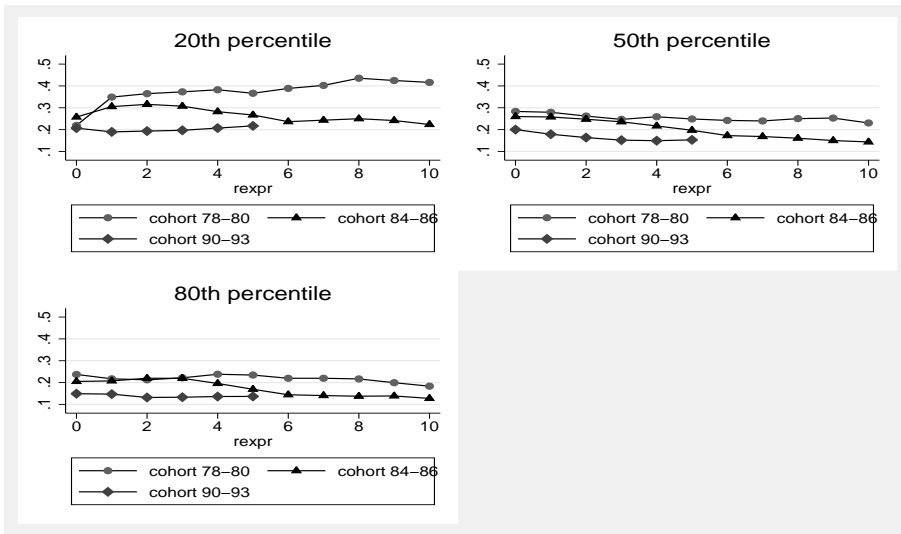 20th percentile
.5
.4
.3
.2
.1
0 2 4 6 8 10
rexpr
cohort 78–80 cohort 84–86
cohort 90–93
50th percentile
.5
.4
.3
.2
.1
0 2 4 6 8 10
rexpr
cohort 78–80 cohort 84–86
cohort 90–93
80th percentile
.5
.4
.3
.2
.1
0 2 4 6 8 10
rexpr
cohort 78–80 cohort 84–86
cohort 90–93